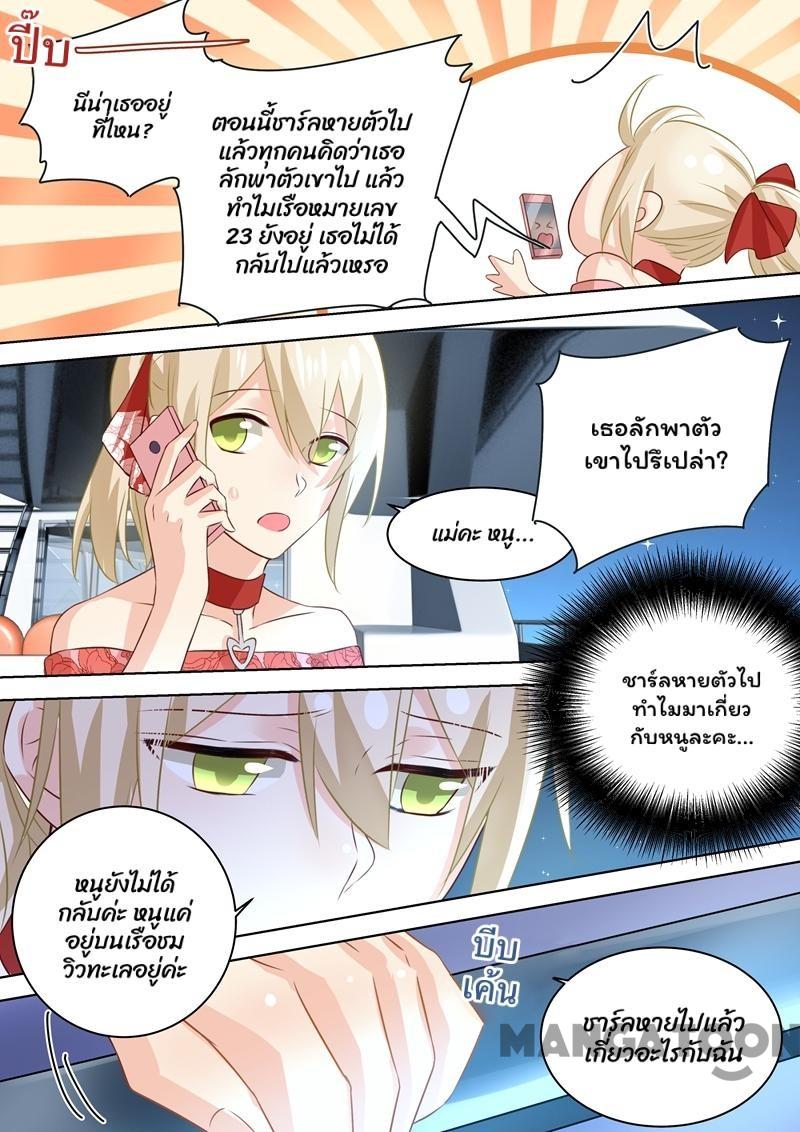 ปี๊บ
นีน่าเธออยู่
ที่ไหน?
ตอนนี้ชาร์ลหายตัวไป
แล้วทุกคนคิดว่าเธอ
ลักพาตัวเขาไป แล้ว
ทำไมเรือหมายเลข
23 ยังอยู่ เธอไม่ได้
กลับไปแล้วเหรอ
เธอลักพาตัว
เขาไปรึเปล่า?
แม่คะ หนู...
ชาร์ลหายตัวไป
ทำไมมาเกี่ยว
กับหนูละคะ...
หนูยังไม่ได้
กลับค่ะ หนูแค่
อยู่บนเรือชม
วิวทะเลอยู่ค่ะ
บีบ
เค้น
ชาร์ลหายไปแล้ว
เกี่ยวอะไรกับฉัน
MANGATOON